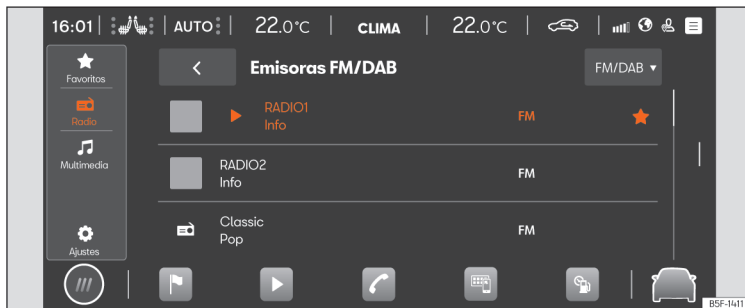 16:01 AUTO 22.0°C CLIMA 22.0°C
Favoritos
Radio
Multimedia
Ajustes
Emisoras FM/DAB FM/DAB
RADIO1 FM
Info
RADIO2 FM
Info
Classic FM
Pop
B5F-1411